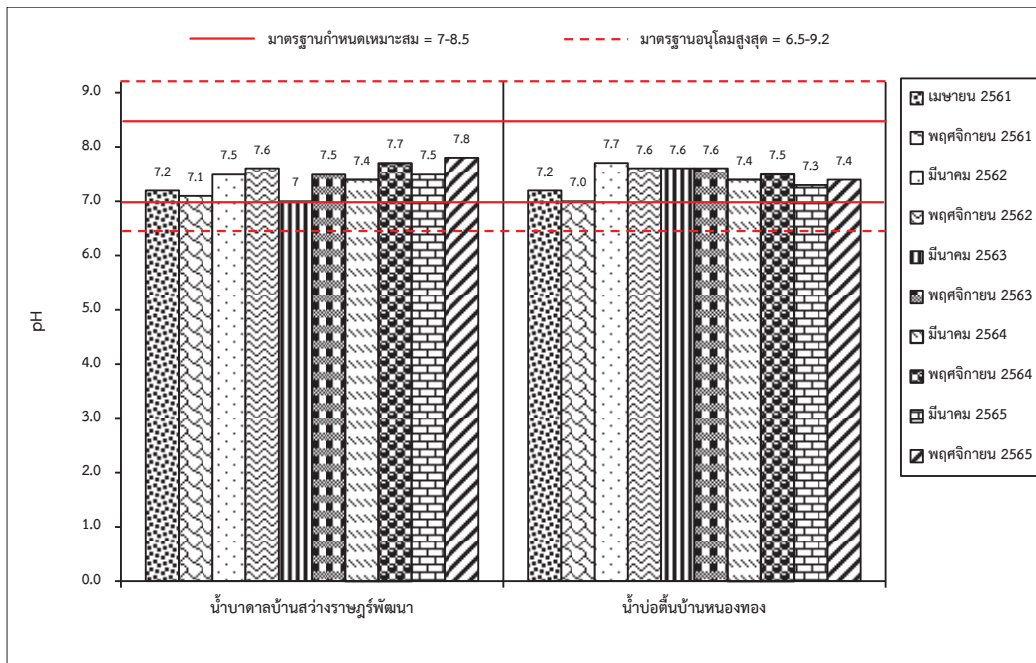 มาตรฐานกำหนดเหมาะสม = 7-8.5
มาตรฐานอนุโลมสูงสุด = 6.5-9.2
pH
9.0
8.0
7.0
6.0
5.0
4.0
3.0
2.0
1.0
0.0
7.2
7.1
7.5
7.6
7
7.5
7.4
7.7
7.5
7.8
7.2
7.0
7.7
7.6
7.6
7.6
7.4
7.5
7.3
7.4
น้ำบาดาลบ้านสว่างราษฎร์พัฒนา
น้ำบ่อตื้นบ้านหนองทอง
เมษายน 2561
พฤศจิกายน 2561
มีนาคม 2562
พฤศจิกายน 2562
มีนาคม 2563
พฤศจิกายน 2563
มีนาคม 2564
พฤศจิกายน 2564
มีนาคม 2565
พฤศจิกายน 2565